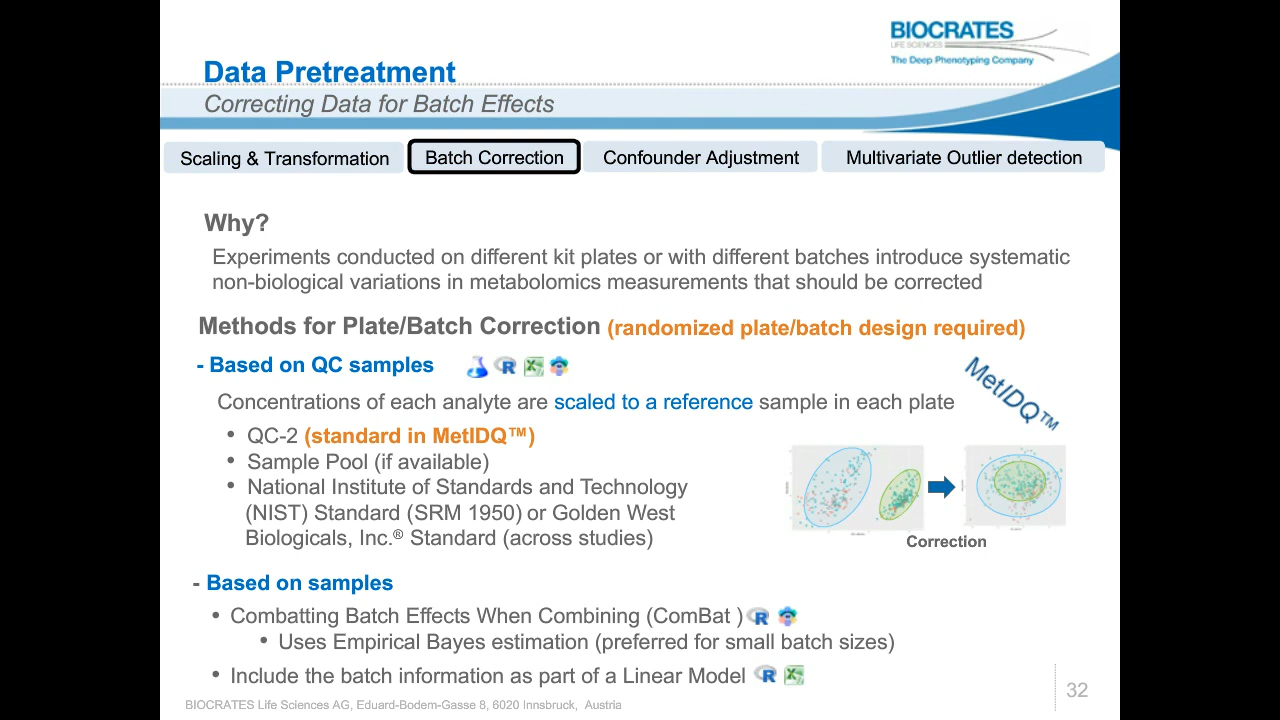 BIOCRATES
LIFE SCIENCES
The Deep Phenotyping Company
Data Pretreatment
Correcting Data for Batch Effects
Scaling & Transformation
Batch Correction
Confounder Adjustment
Multivariate Outlier detection
Why?
Experiments conducted on different kit plates or with different batches introduce systematic
non-biological variations in metabolomics measurements that should be corrected
Methods for Plate/Batch Correction (randomized plate/batch design required)
- Based on QC samples
Concentrations of each analyte are scaled to a reference sample in each plate
MetIDQ™
• QC-2 (standard in MetIDQ™)
• Sample Pool (if available)
• National Institute of Standards and Technology
(NIST) Standard (SRM 1950) or Golden West
Biologicals, Inc.® Standard (across studies)
Correction
- Based on samples
• Combatting Batch Effects When Combining (ComBat )
• Uses Empirical Bayes estimation (preferred for small batch sizes)
• Include the batch information as part of a Linear Model
BIOCRATES Life Sciences AG, Eduard-Bodem-Gasse 8, 6020 Innsbruck, Austria
32